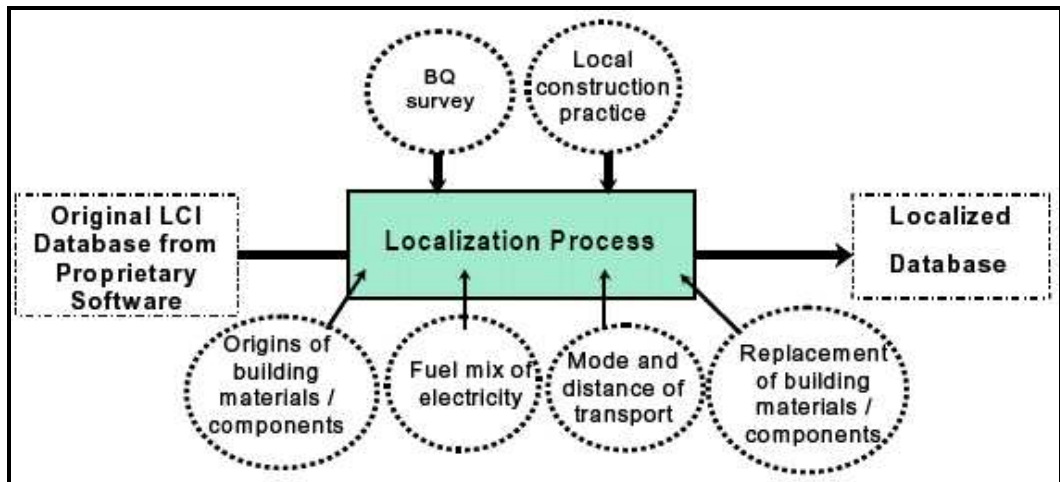 BQ
survey
Local
construction
practice
Original LCI
Database from
Proprietary
Software
Localization Process
Localized
Database
Origins of
building
materials /
components
Fuel mix of
electricity
Mode and
distance of
transport
Replacement
of building
materials /
components